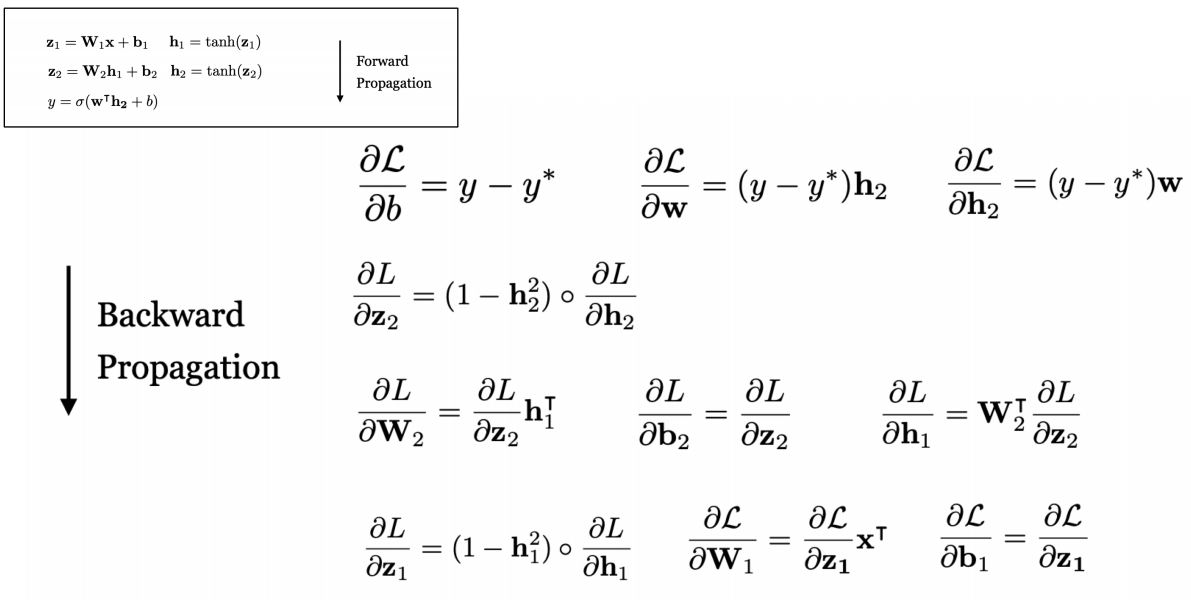 z₁ = W₁x + b₁ h₁ = tanh(z₁)
z₂ = W₂h₁ + b₂ h₂ = tanh(z₂)
y = σ(wᵀh₂ + b)
Forward
Propagation
∂ℒ/∂b = y − y* ∂ℒ/∂w = (y − y*)h₂ ∂ℒ/∂h₂ = (y − y*)w
∂L/∂z₂ = (1 − h₂²) ∘ ∂L/∂h₂
Backward
Propagation
∂L/∂W₂ = ∂L/∂z₂ h₁ᵀ ∂L/∂b₂ = ∂L/∂z₂ ∂L/∂h₁ = W₂ᵀ ∂L/∂z₂
∂L/∂z₁ = (1 − h₁²) ∘ ∂L/∂h₁ ∂ℒ/∂W₁ = ∂ℒ/∂z₁ xᵀ ∂ℒ/∂b₁ = ∂ℒ/∂z₁